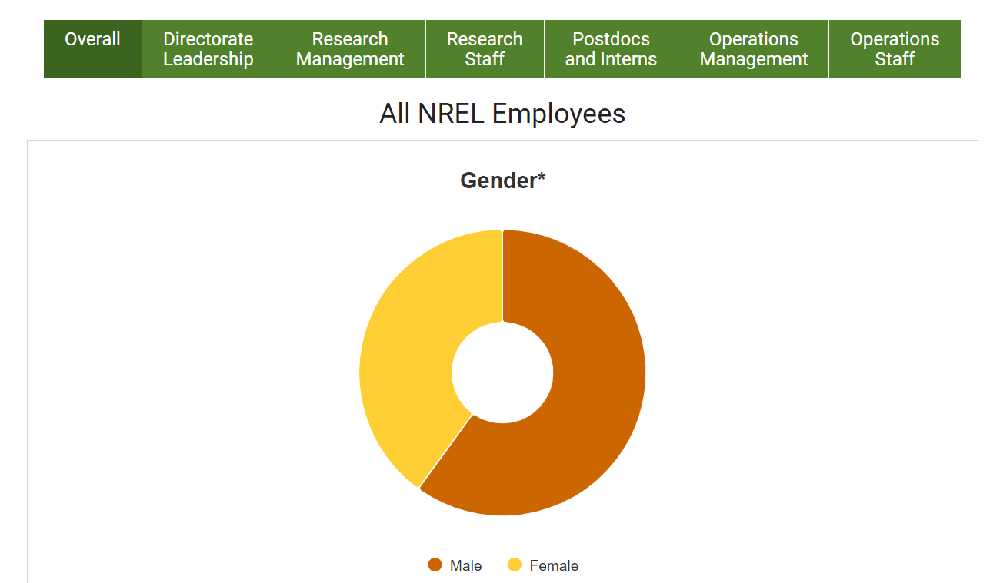 Overall
Directorate
Leadership
Research
Management
Research
Staff
Postdocs
and Interns
Operations
Management
Operations
Staff
All NREL Employees
Gender*
Male
Female